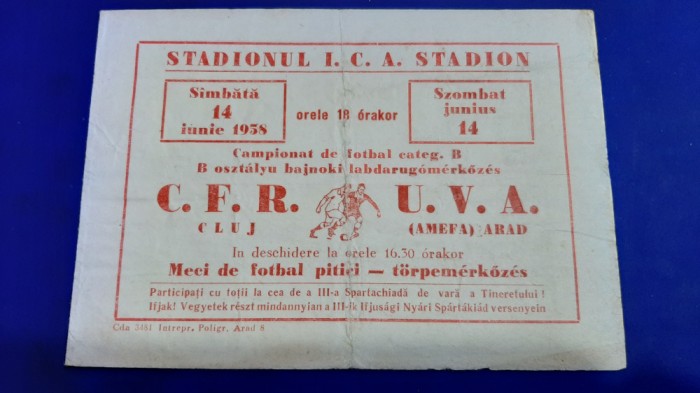 STADIONUL I. C. A. STADION
Sîmbătă
14
iunie 1958
orele 18 órakor
Szombat
junius
14
Campionat de fotbal categ. B
B osztályu bajnoki labdarugómérkőzés
C. F. R.
CLUJ
U. V. A.
(AMEFA) ARAD
In deschidere la orele 16.30 órakor
Meci de fotbal pitici — törpemérkőzés
Participați cu toții la cea de a III-a Spartachiadă de vară a Tineretului!
Ifjak! Vegyetek részt mindannyian a III-ik Ifjusági Nyári Spártákiád versenyein
Cda 3481 Intrepr. Poligr. Arad 8